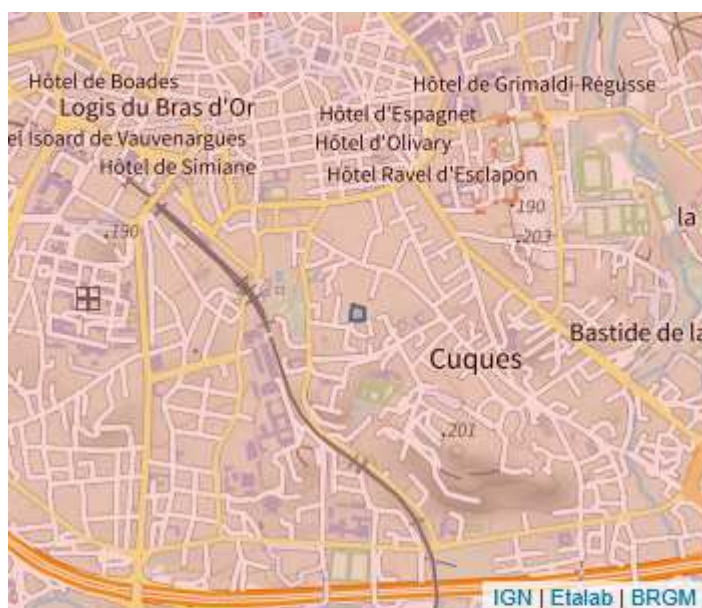 Hôtel de Boades
Hôtel de Grimaldi-Régusse
Logis du Bras d'Or
Hôtel d'Espagnet
el Isoard de Vauvenargues
Hôtel d'Olivary
Hôtel de Simiane
Hôtel Ravel d'Esclapon
190
190
la
203
Bastide de la
Cuques
201
IGN | Etalab | BRGM